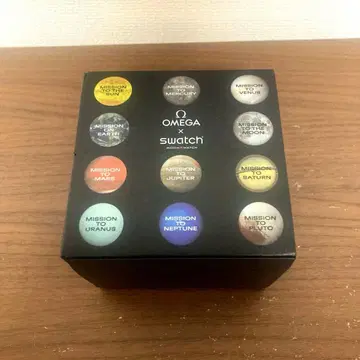 MISSION
TO THE
SUN
MISSION
TO
MERCURY
MISSION
TO
VENUS
MISSION
ON
EARTH
Ω
OMEGA
×
swatch
MISSION
TO THE
MOON
MISSION
TO
MARS
MISSION
TO
JUPITER
MISSION
TO
SATURN
MISSION
TO
URANUS
MISSION
TO
NEPTUNE
MISSION
TO
PLUTO